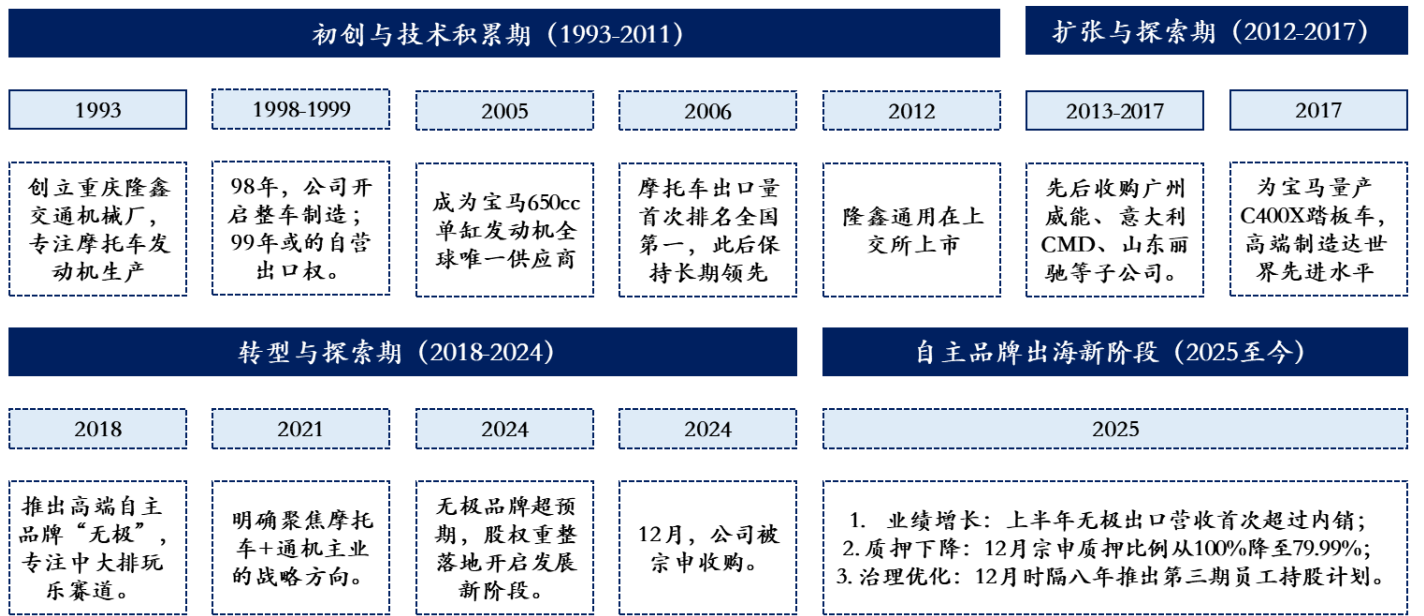 初创与技术积累期（1993-2011）
扩张与探索期（2012-2017）
1993
1998-1999
2005
2006
2012
2013-2017
2017
创立重庆隆鑫
交通机械厂，
专注摩托车发
动机生产
98年，公司开
启整车制造；
99年或的自营
出口权。
成为宝马650cc
单缸发动机全
球唯一供应商
摩托车出口量
首次排名全国
第一，此后保
持长期领先
隆鑫通用在上
交所上市
先后收购广州
威能、意大利
CMD、山东丽
驰等子公司。
为宝马量产
C400X踏板车，
高端制造达世
界先进水平
转型与探索期（2018-2024）
自主品牌出海新阶段（2025至今）
2018
2021
2024
2024
2025
推出高端自主
品牌“无极”，
专注中大排玩
乐赛道。
明确聚焦摩托
车+通机主业
的战略方向。
无极品牌超预
期，股权重整
落地开启发展
新阶段。
12月，公司被
宗申收购。
1. 业绩增长：上半年无极出口营收首次超过内销；
2. 质押下降：12月宗申质押比例从100%降至79.99%；
3. 治理优化：12月时隔八年推出第三期员工持股计划。